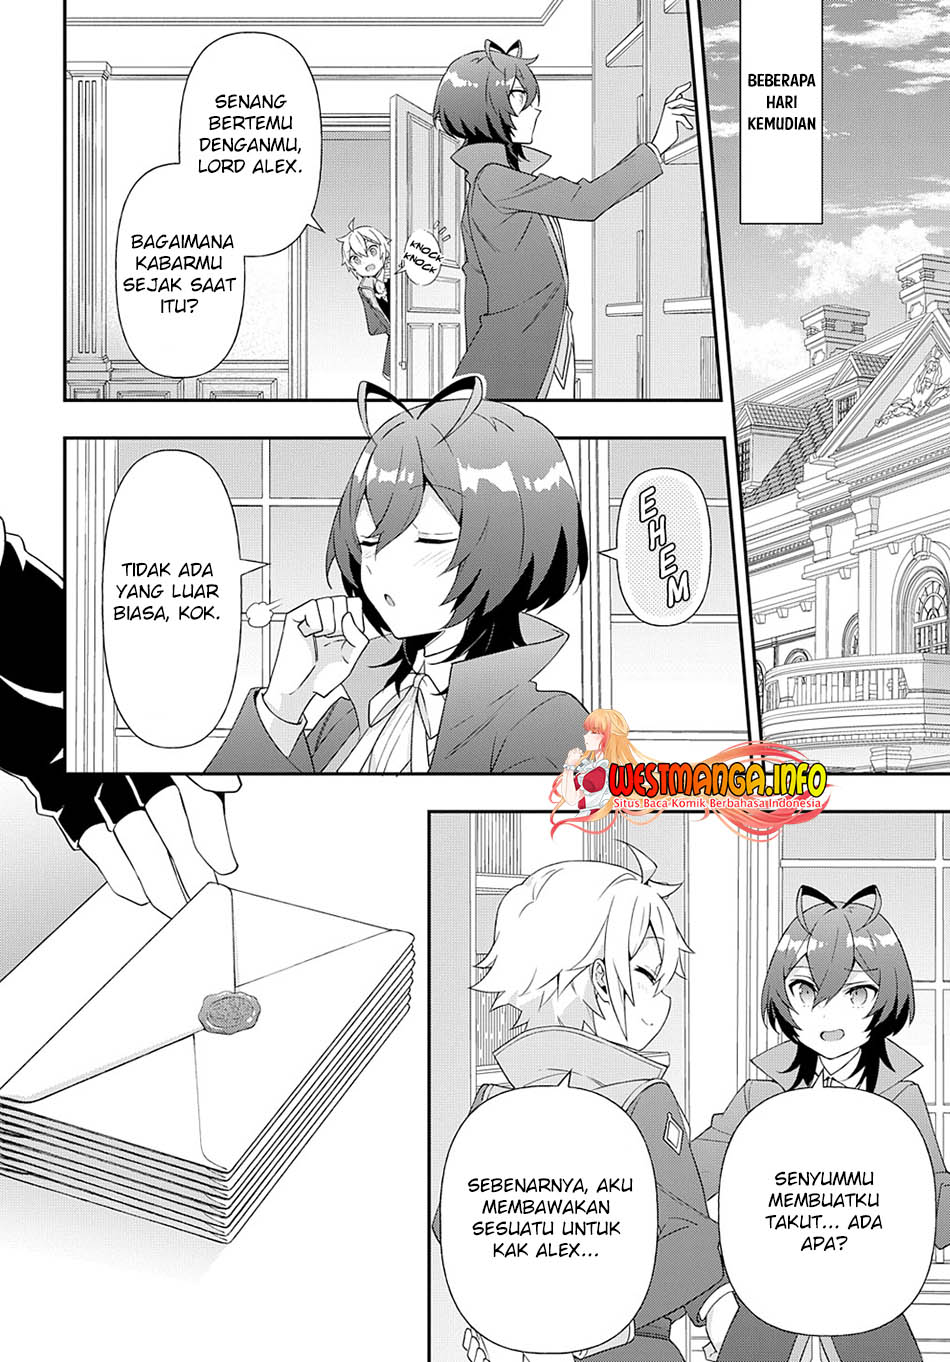 BEBERAPA
HARI
KEMUDIAN
KNOCK
KNOCK
SENANG
BERTEMU
DENGANMU,
LORD ALEX.
BAGAIMANA
KABARMU
SEJAK SAAT
ITU?
EHEM
TIDAK ADA
YANG LUAR
BIASA, KOK.
WESTMANGA.INFO
Situs Baca Komik Berbahasa Indonesia
SENYUMMU
MEMBUATKU
TAKUT... ADA
APA?
SEBENARNYA, AKU
MEMBAWAKAN
SESUATU UNTUK
KAK ALEX...